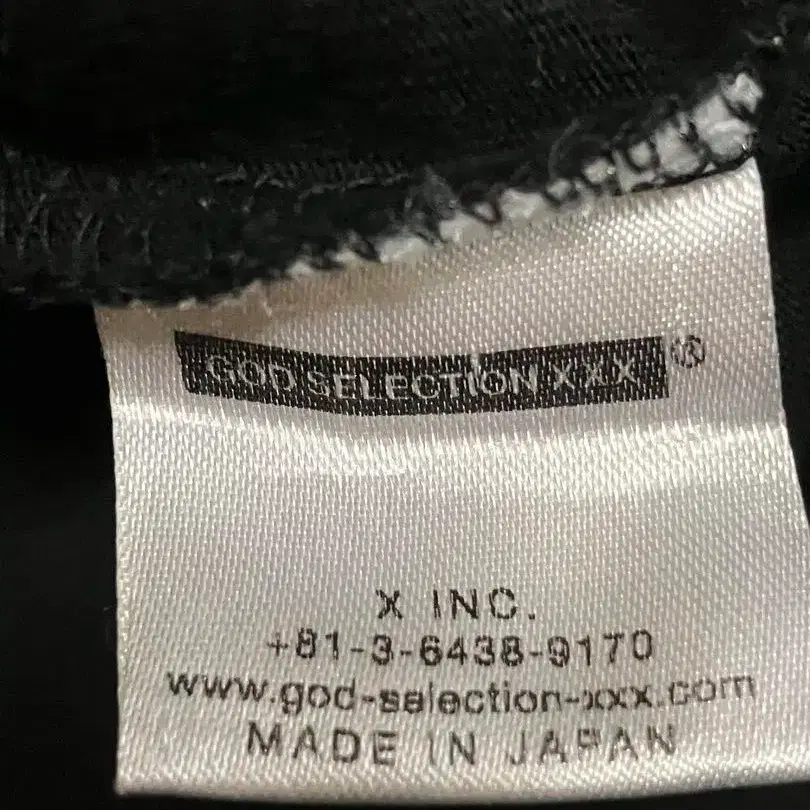 GOD SELECTION XXX ®
X INC.
+81-3-6438-9170
www.god-selection-xxx.com
MADE IN JAPAN